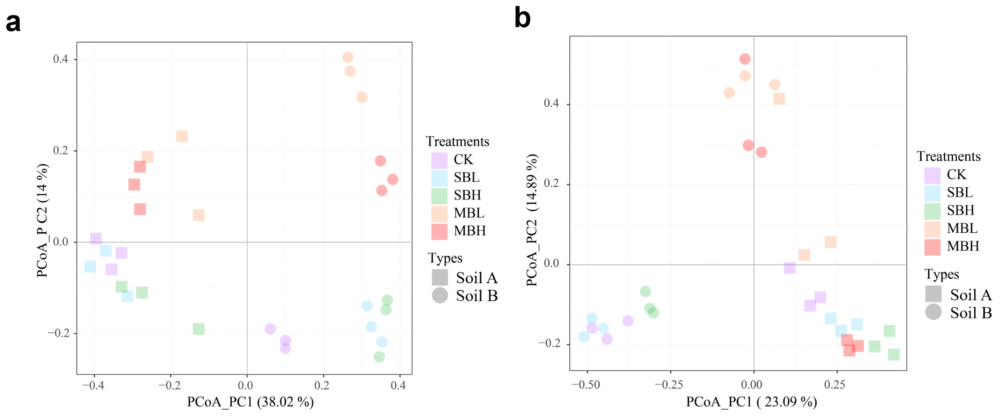 a
0.4
0.2
0.0
−0.2
PCoA_P C2 (14 %)
−0.4 −0.2 0.0 0.2 0.4
PCoA_PC1 (38.02 %)
Treatments
CK
SBL
SBH
MBL
MBH
Types
Soil A
Soil B
b
0.4
0.2
0.0
−0.2
PCoA_PC2 (14.89 %)
−0.50 −0.25 0.00 0.25
PCoA_PC1 ( 23.09 %)
Treatments
CK
SBL
SBH
MBL
MBH
Types
Soil A
Soil B